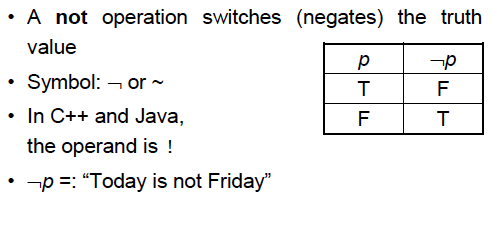 • A not operation switches (negates) the truth
value
• Symbol: ¬ or ~
• In C++ and Java,
the operand is !
• ¬p =: “Today is not Friday”
p ¬p
T F
F T